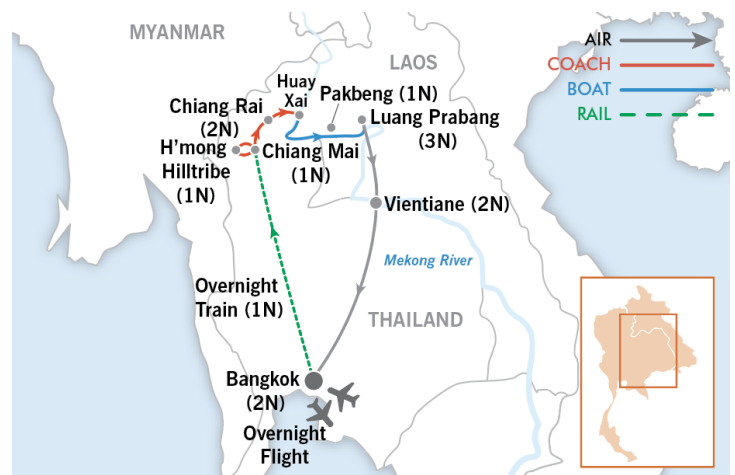 MYANMAR
LAOS
AIR
COACH
BOAT
RAIL
Huay
Xai
Pakbeng (1N)
Chiang Rai
(2N)
Luang Prabang
(3N)
H'mong
Hilltribe
(1N)
Chiang Mai
(1N)
Vientiane (2N)
Mekong River
Overnight
Train (1N)
THAILAND
Bangkok
(2N)
Overnight
Flight